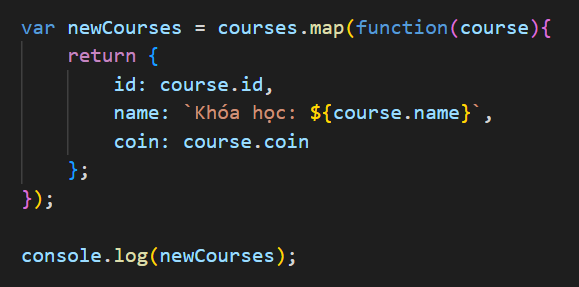 var newCourses = courses.map(function(course){
    return {
        id: course.id,
        name: `Khóa học: ${course.name}`,
        coin: course.coin
    };
});

console.log(newCourses);